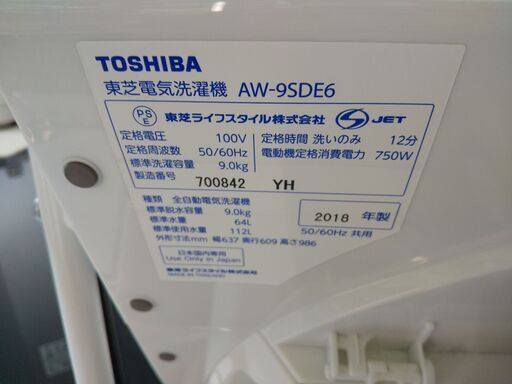 TOSHIBA
東芝電気洗濯機 AW-9SDE6
PS E 東芝ライフスタイル株式会社 S JET
定格電圧 100V 定格時間 洗いのみ 12分
定格周波数 50/60Hz 電動機定格消費電力 750W
標準洗濯容量 9.0kg
製造番号 700842 YH
種類 全自動電気洗濯機
標準脱水容量 9.0kg 2018 年製
標準水量 64L
標準使用水量 112L 50/60Hz 共用
外形寸法mm 幅637 奥行609 高さ986
日本国内専用
Use Only in Japan
東芝ライフスタイル株式会社
MADE IN THAILAND